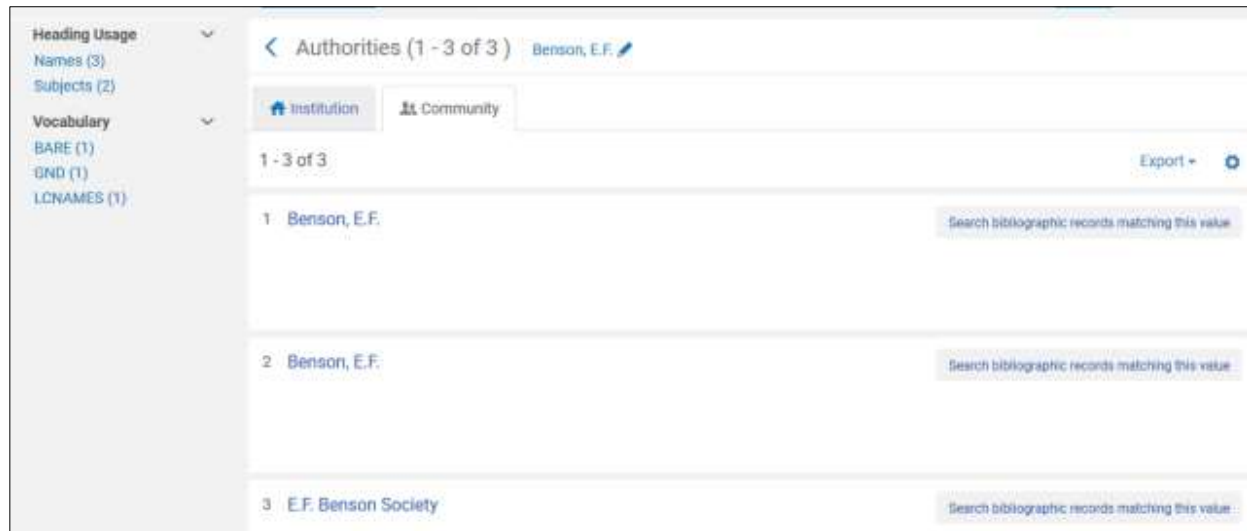 Heading Usage
Names (3)
Subjects (2)
Vocabulary
BARE (1)
GND (1)
LCNAMES (1)
Authorities (1 - 3 of 3 )
Benson, E.F.
Institution
Community
1 - 3 of 3
Export
1 Benson, E.F.
Search bibliographic records matching this value
2 Benson, E.F.
Search bibliographic records matching this value
3 E.F. Benson Society
Search bibliographic records matching this value